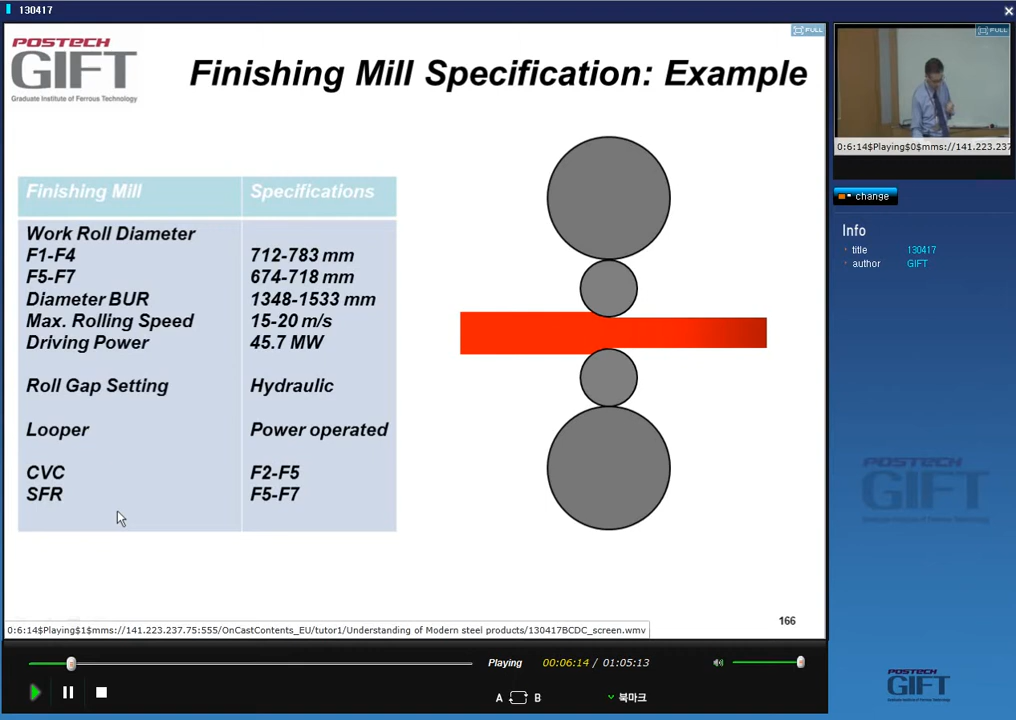 130417
POSTECH
GIFT
Graduate Institute of Ferrous Technology
Finishing Mill Specification: Example
FULL
FULL
0:6:14$Playing$0$mms://141.223.237
change
Info
title 130417
author GIFT
Finishing Mill Specifications
Work Roll Diameter
F1-F4 712-783 mm
F5-F7 674-718 mm
Diameter BUR 1348-1533 mm
Max. Rolling Speed 15-20 m/s
Driving Power 45.7 MW
Roll Gap Setting Hydraulic
Looper Power operated
CVC F2-F5
SFR F5-F7
POSTECH
GIFT
166
0:6:14$Playing$1$mms://141.223.237.75:555/OnCastContents_EU/tutor1/Understanding of Modern steel products/130417BCDC_screen.wmv
Playing 00:06:14 / 01:05:13
A B 북마크
POSTECH
GIFT